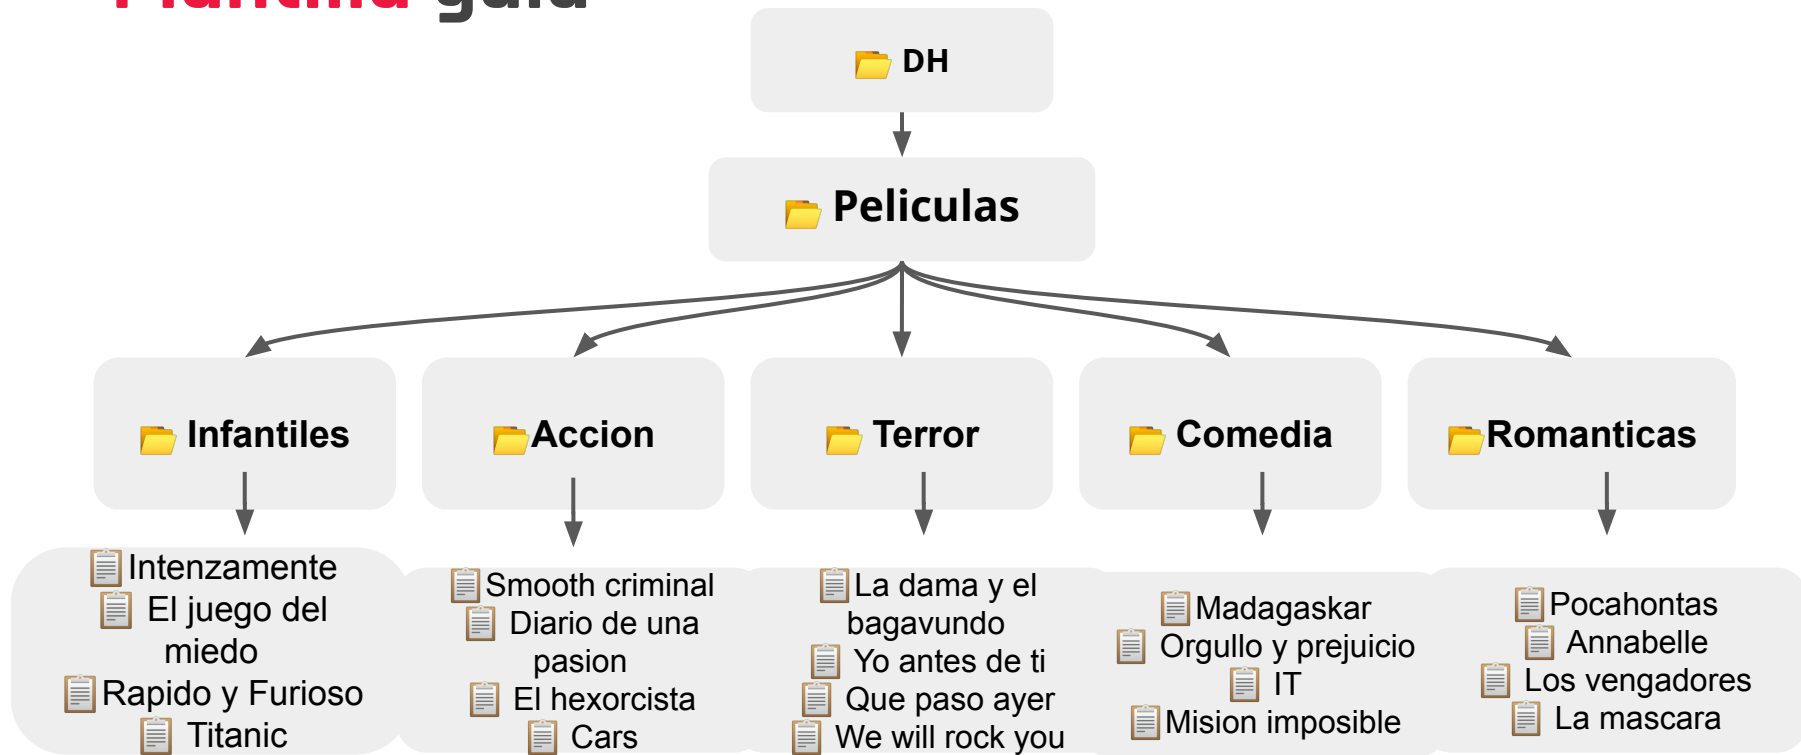 Plantilla guia
DH
Peliculas
Infantiles
Accion
Terror
Comedia
Romanticas
Intenzamente
El juego del
miedo
Rapido y Furioso
Titanic
Smooth criminal
Diario de una
pasion
El hexorcista
Cars
La dama y el
bagavundo
Yo antes de ti
Que paso ayer
We will rock you
Madagaskar
Orgullo y prejuicio
IT
Mision imposible
Pocahontas
Annabelle
Los vengadores
La mascara